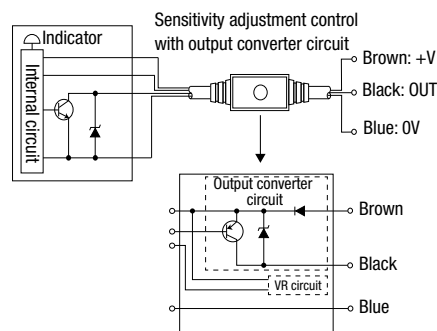 Sensitivity adjustment control
with output converter circuit
Indicator
Internal circuit
Brown: +V
Black: OUT
Blue: 0V
Output converter
circuit
Brown
Black
VR circuit
Blue